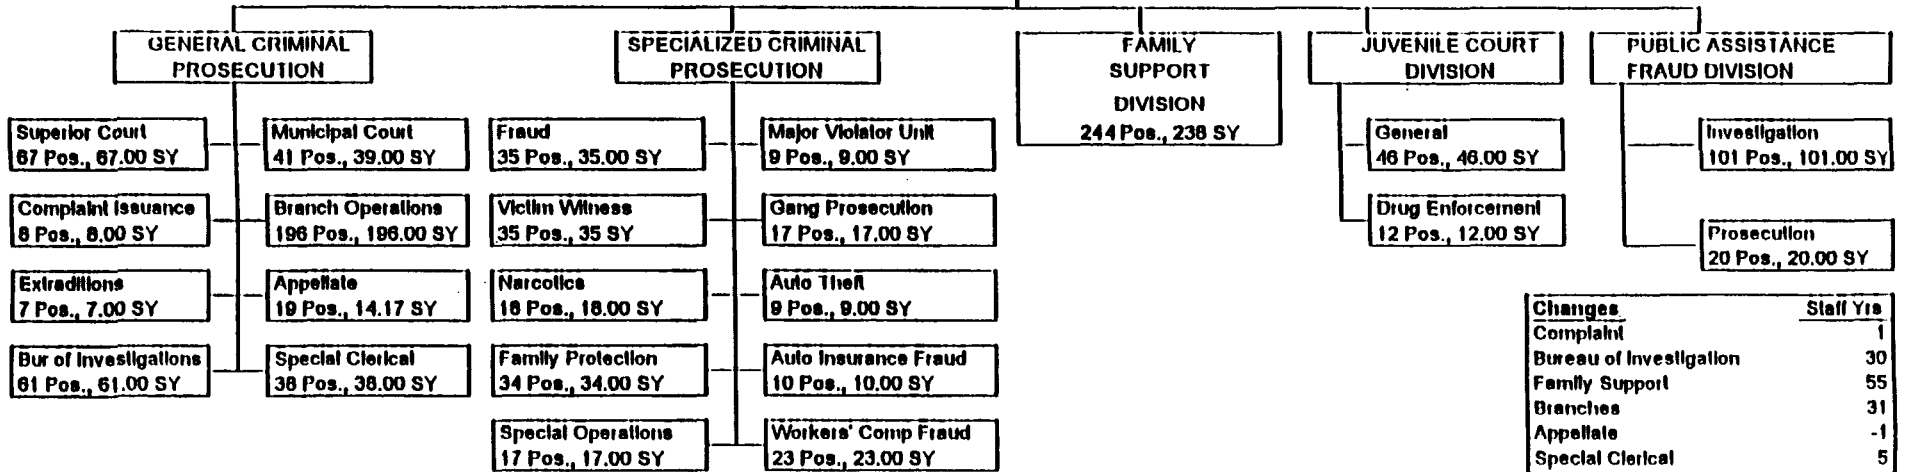 GENERAL CRIMINAL
PROSECUTION
SPECIALIZED CRIMINAL
PROSECUTION
FAMILY
SUPPORT
DIVISION
244 Pos., 238 SY
JUVENILE COURT
DIVISION
PUBLIC ASSISTANCE
FRAUD DIVISION
Superior Court
67 Pos., 67.00 SY
Municipal Court
41 Pos., 39.00 SY
Complaint Issuance
8 Pos., 8.00 SY
Branch Operations
196 Pos., 196.00 SY
Extraditions
7 Pos., 7.00 SY
Appellate
19 Pos., 14.17 SY
Bur of Investigations
61 Pos., 61.00 SY
Special Clerical
38 Pos., 38.00 SY
Fraud
35 Pos., 35.00 SY
Major Violator Unit
9 Pos., 9.00 SY
Victim Witness
35 Pos., 35 SY
Gang Prosecution
17 Pos., 17.00 SY
Narcotics
18 Pos., 18.00 SY
Auto Theft
9 Pos., 9.00 SY
Family Protection
34 Pos., 34.00 SY
Auto Insurance Fraud
10 Pos., 10.00 SY
Special Operations
17 Pos., 17.00 SY
Workers' Comp Fraud
23 Pos., 23.00 SY
General
46 Pos., 46.00 SY
Drug Enforcement
12 Pos., 12.00 SY
Investigation
101 Pos., 101.00 SY
Prosecution
20 Pos., 20.00 SY
Changes Staff Yrs
Complaint 1
Bureau of Investigation 30
Family Support 55
Branches 31
Appellate -1
Special Clerical 5